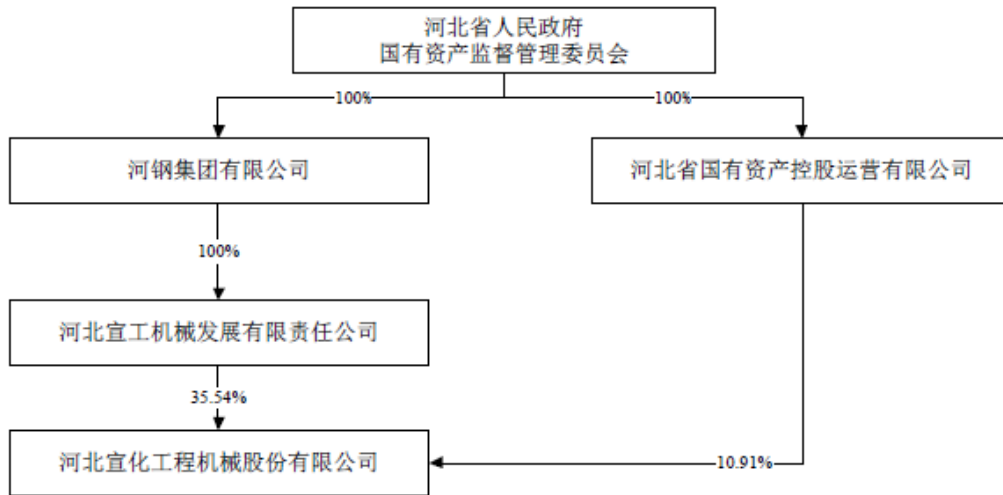 河北省人民政府
国有资产监督管理委员会
100%
100%
河钢集团有限公司
河北省国有资产控股运营有限公司
100%
河北宣工机械发展有限责任公司
35.54%
河北宣化工程机械股份有限公司
10.91%